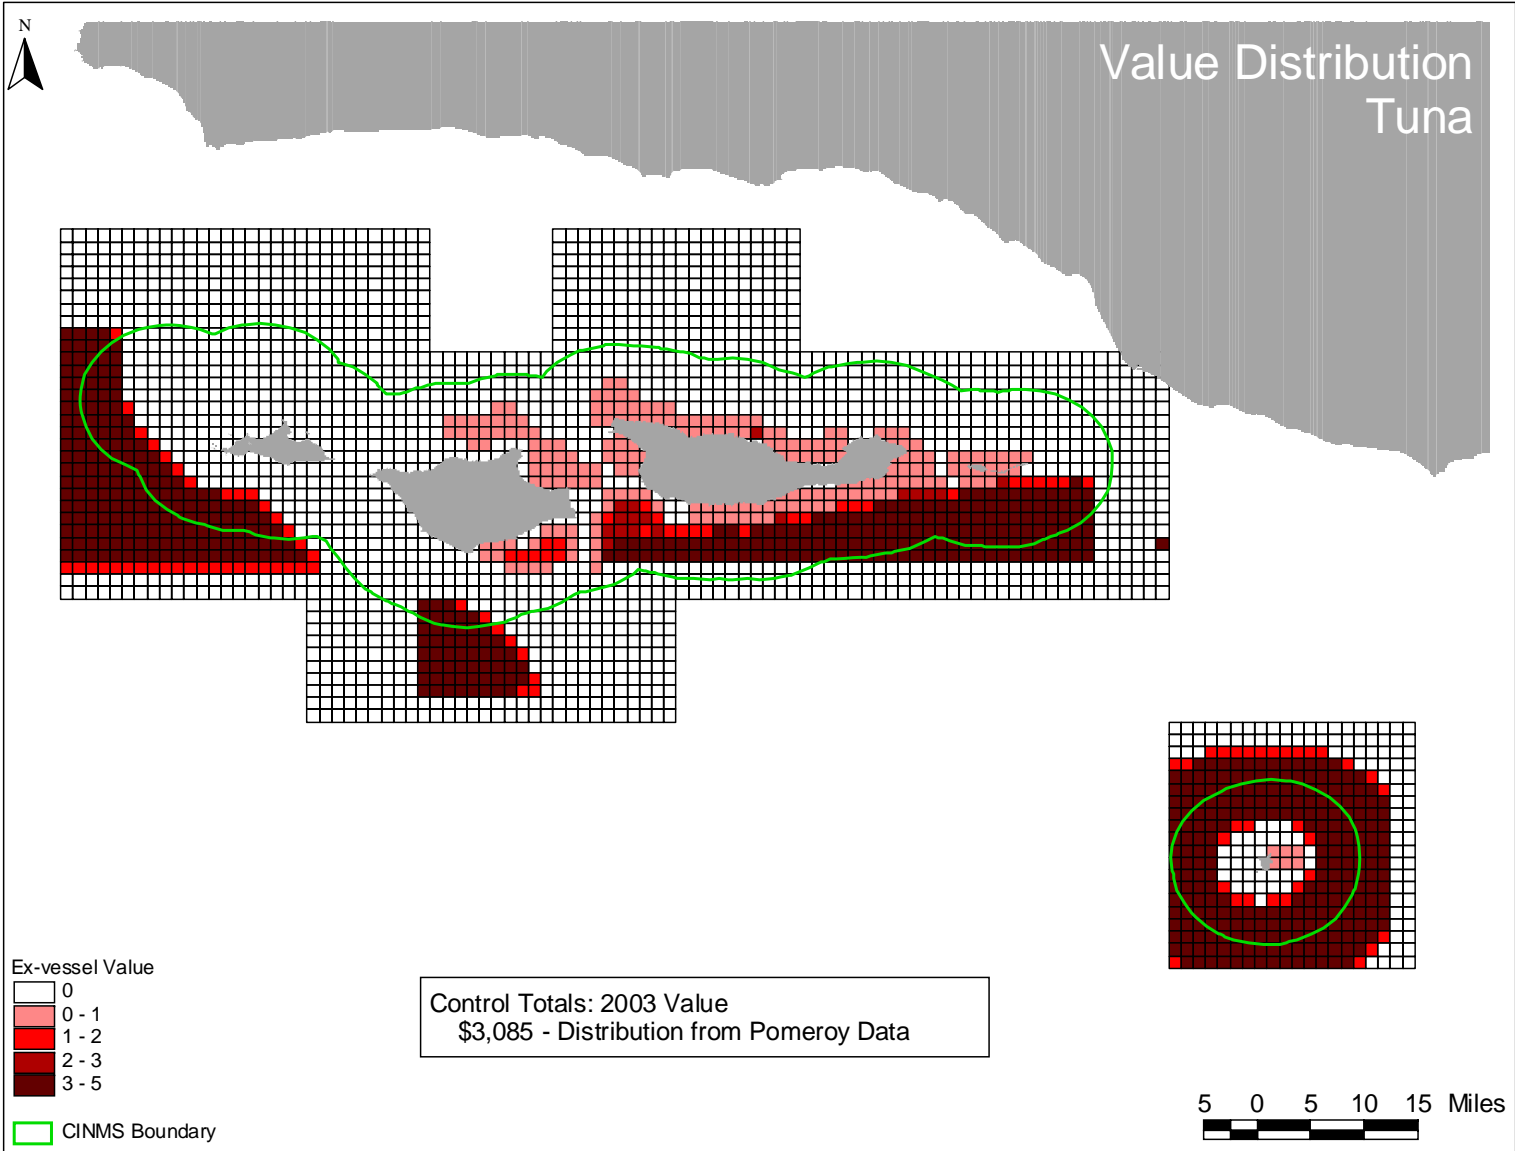 N
Value Distribution
Tuna
Ex-vessel Value
0
0 - 1
1 - 2
2 - 3
3 - 5
CINMS Boundary
Control Totals: 2003 Value
$3,085 - Distribution from Pomeroy Data
5 0 5 10 15 Miles